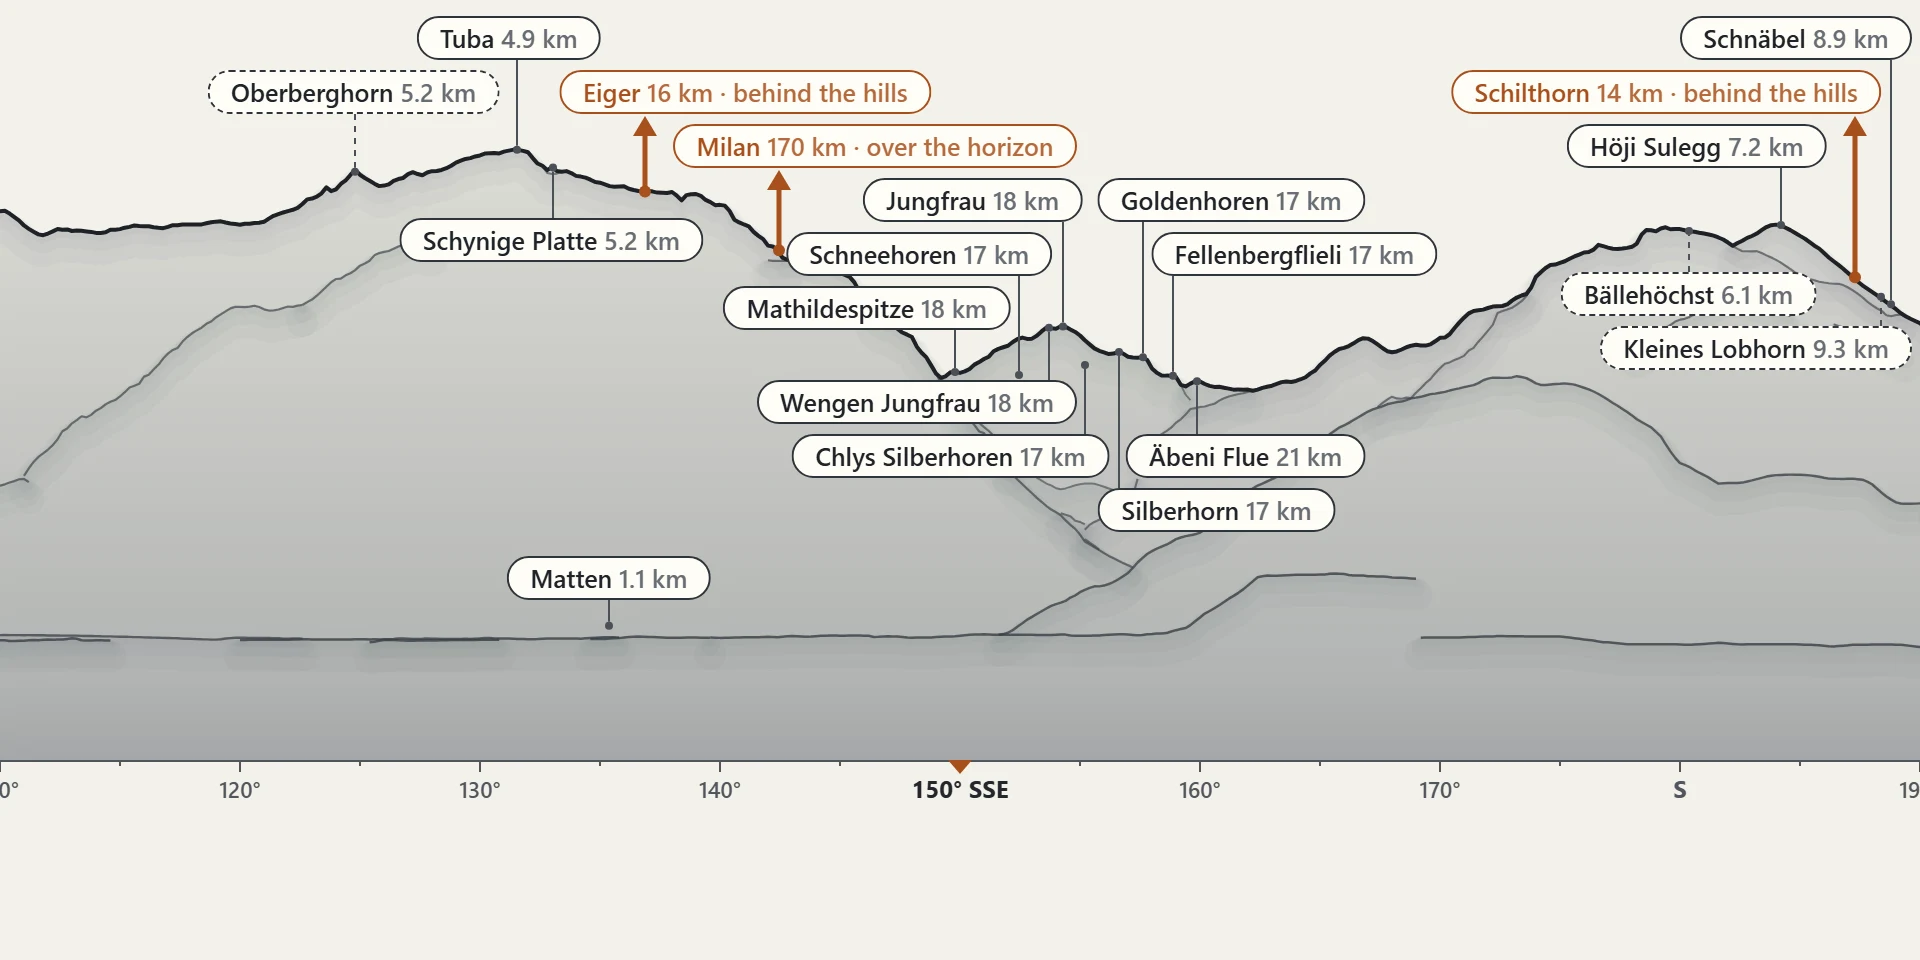 Tuba 4.9 km
Schnäbel 8.9 km
Oberberghorn 5.2 km
Eiger 16 km · behind the hills
Schilthorn 14 km · behind the hills
Milan 170 km · over the horizon
Höji Sulegg 7.2 km
Jungfrau 18 km
Goldenhoren 17 km
Schynige Platte 5.2 km
Schneehoren 17 km
Fellenbergflieli 17 km
Mathildespitze 18 km
Bällehöchst 6.1 km
Kleines Lobhorn 9.3 km
Wengen Jungfrau 18 km
Chlys Silberhoren 17 km
Äbeni Flue 21 km
Silberhorn 17 km
Matten 1.1 km
0° 120° 130° 140° 150° SSE 160° 170° S 19